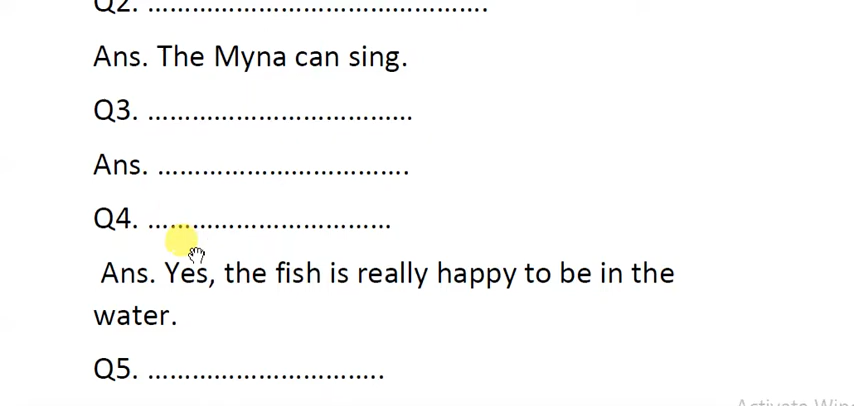 Q2. ………………………………………….
Ans. The Myna can sing.
Q3. ………………………………
Ans. …………………………….
Q4. ……………………………
Ans. Yes, the fish is really happy to be in the
water.
Q5. …………………………..